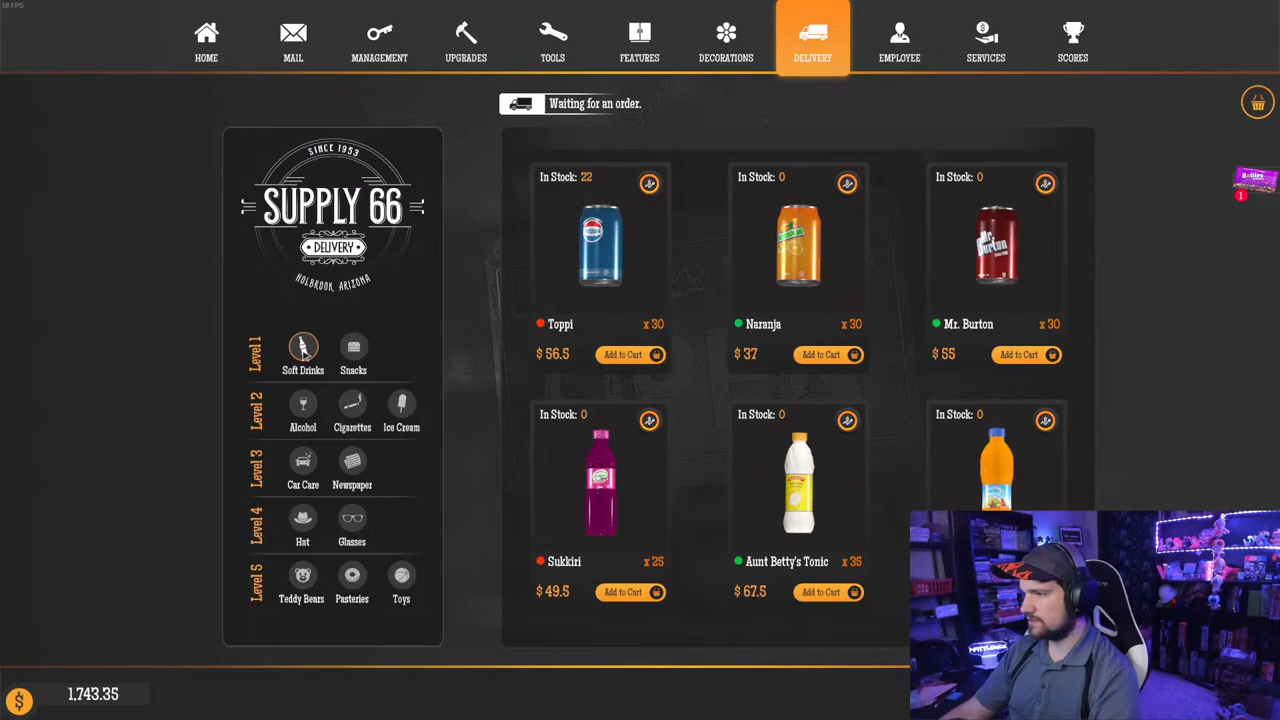 58 FPS
HOME
MAIL
MANAGEMENT
UPGRADES
TOOLS
FEATURES
DECORATIONS
DELIVERY
EMPLOYEE
SERVICES
SCORES
Waiting for an order.
SINCE 1953
SUPPLY 66
DELIVERY
HOLBROOK, ARIZONA
Level 1
Soft Drinks
Snacks
Level 2
Alcohol
Cigarettes
Ice Cream
Level 3
Car Care
Newspaper
Level 4
Hat
Glasses
Level 5
Teddy Bears
Pasteries
Toys
In Stock: 22
Toppi x 30
$ 56.5 Add to Cart
In Stock: 0
Naranja x 30
$ 37 Add to Cart
In Stock: 0
Mr. Burton
Mr. Burton x 30
$ 55 Add to Cart
In Stock: 0
Sukkiri x 25
$ 49.5 Add to Cart
In Stock: 0
Aunt Betty's Tonic x 35
$ 67.5 Add to Cart
In Stock: 0
1
$ 1,743.35